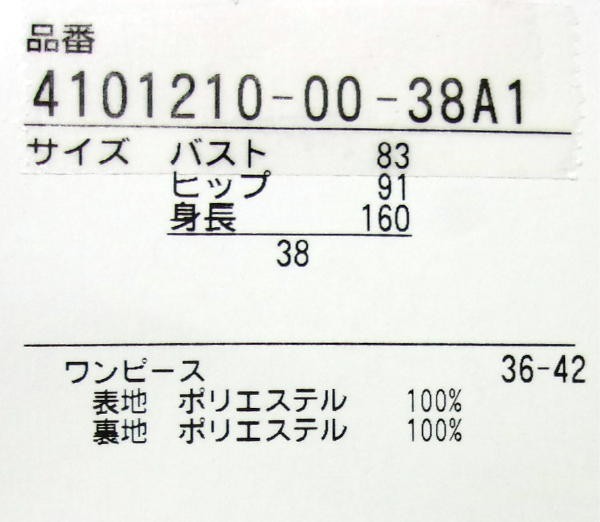 品番
4101210-00-38A1
サイズ バスト 83
ヒップ 91
身長 160
38
ワンピース 36-42
表地 ポリエステル 100%
裏地 ポリエステル 100%